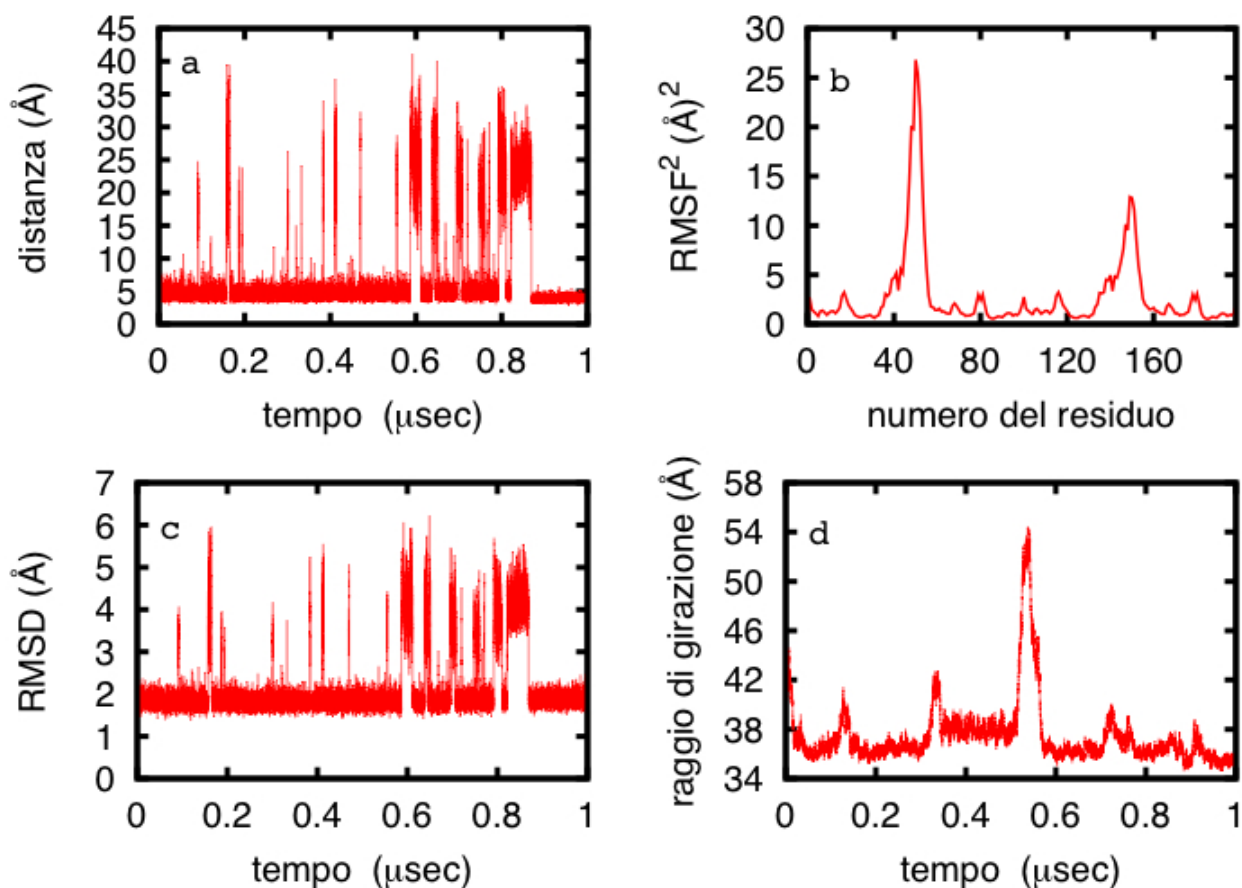 45
40
35
30
25
20
15
10
5
0
distanza (Å)
a
0 0.2 0.4 0.6 0.8 1
tempo (μsec)
30
25
20
15
10
5
0
RMSF² (Å)²
b
0 40 80 120 160
numero del residuo
7
6
5
4
3
2
1
0
RMSD (Å)
c
0 0.2 0.4 0.6 0.8 1
tempo (μsec)
58
54
50
46
42
38
34
raggio di girazione (Å)
d
0 0.2 0.4 0.6 0.8 1
tempo (μsec)